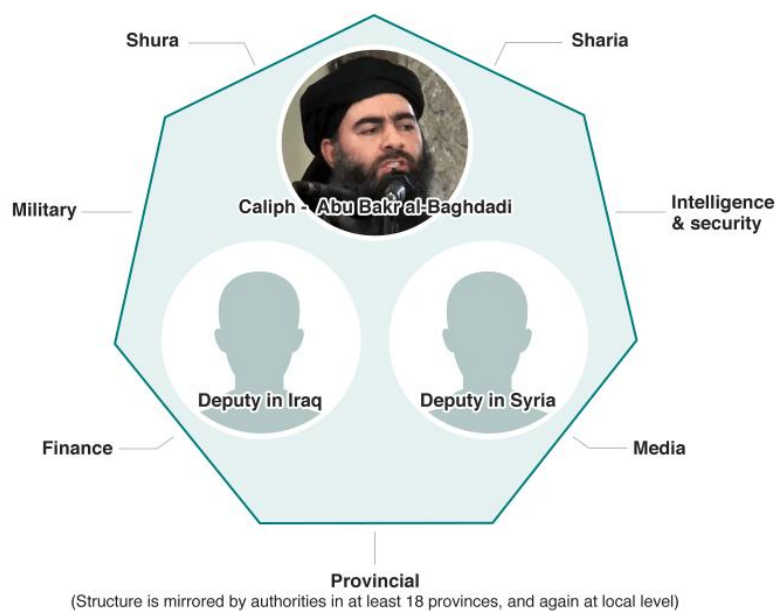 Shura
Sharia
Caliph - Abu Bakr al-Baghdadi
Military
Intelligence
& security
Deputy in Iraq
Deputy in Syria
Finance
Media
Provincial
(Structure is mirrored by authorities in at least 18 provinces, and again at local level)